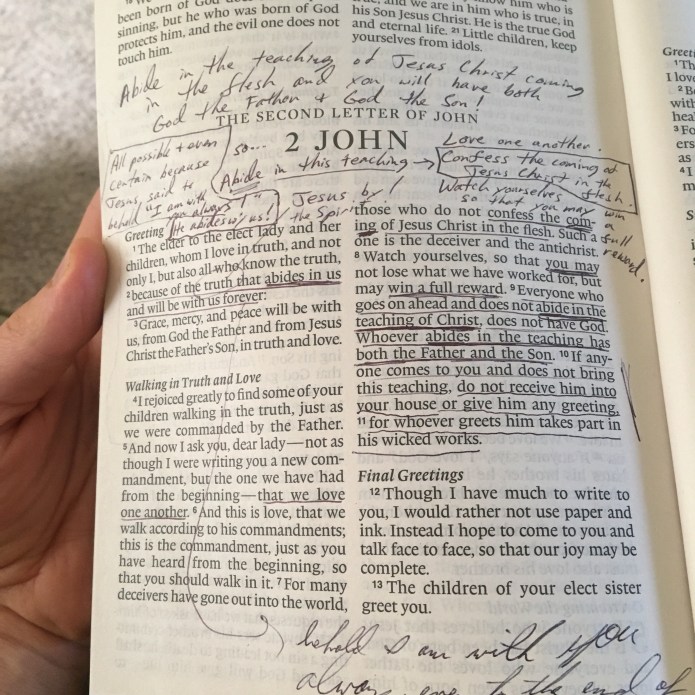 been born of God does
sinning, but he was born of God
protects him, and the evil one does not
touch him.
know him who is
true, and we are in him who is true, in
his Son Jesus Christ. He is the true God
and eternal life. 21 Little children, keep
yourselves from idols.
Abide in the teaching of Jesus Christ coming
in the flesh and you will have both
God the Father + God the Son!
THE SECOND LETTER OF JOHN
2 JOHN
All possible + even
certain because
Jesus said to
behold "I am with
you always!"
He abides w/ us!
so...
Abide in this teaching →
Jesus by
the Spirit!
Love one another.
Confess the coming of
Jesus Christ in the
flesh.
Watch yourselves
so that you may win
a
full
reward.
Greeting
1 The elder to the elect lady and her
children, whom I love in truth, and not
only I, but also all who know the truth,
2 because of the truth that abides in us
and will be with us forever:
3 Grace, mercy, and peace will be with
us, from God the Father and from Jesus
Christ the Father's Son, in truth and love.
Walking in Truth and Love
4 I rejoiced greatly to find some of your
children walking in the truth, just as
we were commanded by the Father.
5 And now I ask you, dear lady—not as
though I were writing you a new com-
mandment, but the one we have had
from the beginning—that we love
one another. 6 And this is love, that we
walk according to his commandments;
this is the commandment, just as you
have heard from the beginning, so
that you should walk in it. 7 For many
deceivers have gone out into the world,
those who do not confess the com-
ing of Jesus Christ in the flesh. Such a
one is the deceiver and the antichrist.
8 Watch yourselves, so that you may
not lose what we have worked for, but
may win a full reward. 9 Everyone who
goes on ahead and does not abide in the
teaching of Christ, does not have God.
Whoever abides in the teaching has
both the Father and the Son. 10 If any-
one comes to you and does not bring
this teaching, do not receive him into
your house or give him any greeting,
11 for whoever greets him takes part in
his wicked works.
Final Greetings
12 Though I have much to write to
you, I would rather not use paper and
ink. Instead I hope to come to you and
talk face to face, so that our joy may be
complete.
13 The children of your elect sister
greet you.
behold I am with you
always, to the end of
Greeti
1 Th
I love
2 Be
with
heal
3 Fo
ers
as
4 I
m
S